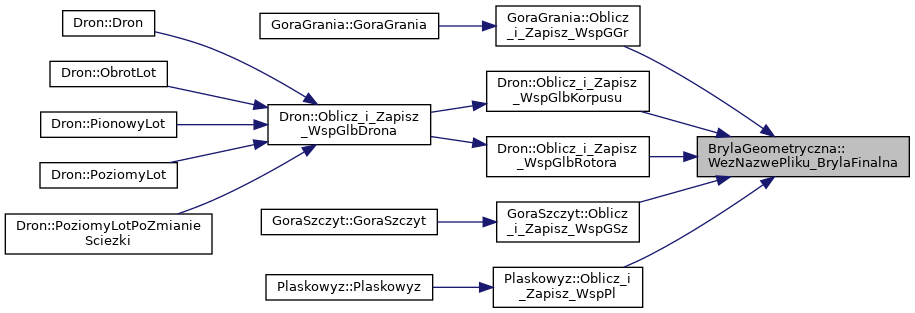 Dron::Dron
Dron::ObrotLot
Dron::PionowyLot
Dron::PoziomyLot
Dron::PoziomyLotPoZmianie
Sciezki
GoraGrania::GoraGrania
Dron::Oblicz_i_Zapisz
_WspGlbDrona
GoraSzczyt::GoraSzczyt
Plaskowyz::Plaskowyz
GoraGrania::Oblicz
_i_Zapisz_WspGGr
Dron::Oblicz_i_Zapisz
_WspGlbKorpusu
Dron::Oblicz_i_Zapisz
_WspGlbRotora
GoraSzczyt::Oblicz
_i_Zapisz_WspGSz
Plaskowyz::Oblicz_i
_Zapisz_WspPl
BrylaGeometryczna::
WezNazwePliku_BrylaFinalna